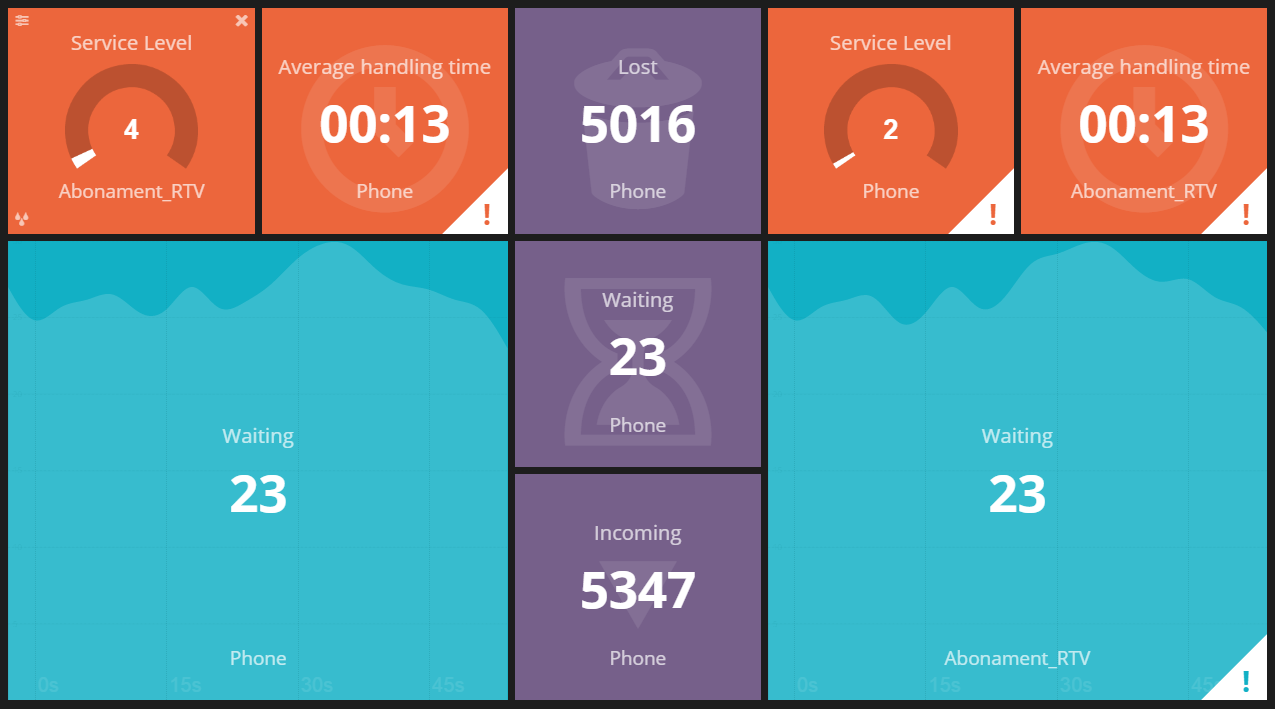 Service Level
4
Abonament_RTV
Average handling time
00:13
Phone
!
Lost
5016
Phone
Service Level
2
Phone
!
Average handling time
00:13
Abonament_RTV
!
Waiting
23
Phone
0s 15s 30s 45s
Waiting
23
Phone
Incoming
5347
Phone
Waiting
23
Abonament_RTV
0s 15s 30s 45s
!